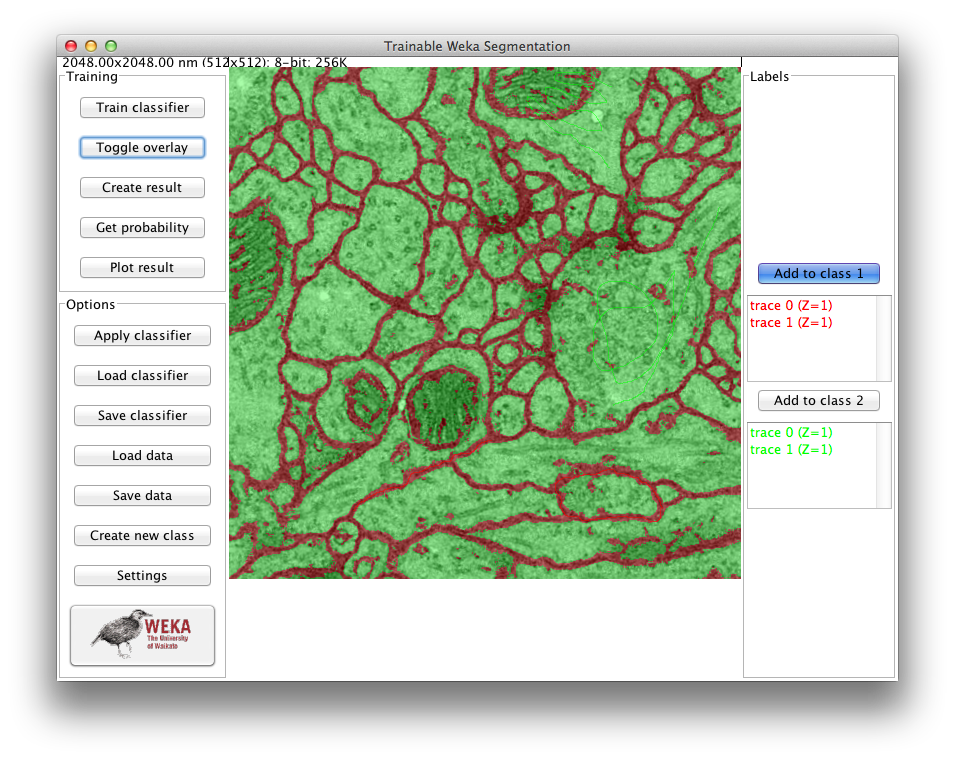 Trainable Weka Segmentation
2048.00x2048.00 nm (512x512); 8-bit; 256K
Training
Train classifier
Toggle overlay
Create result
Get probability
Plot result
Options
Apply classifier
Load classifier
Save classifier
Load data
Save data
Create new class
Settings
WEKA
The University
of Waikato
Labels
Add to class 1
trace 0 (Z=1)
trace 1 (Z=1)
Add to class 2
trace 0 (Z=1)
trace 1 (Z=1)